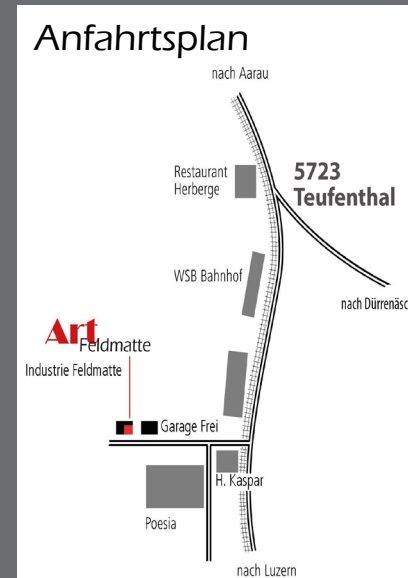 Anfahrtsplan
nach Aarau
Restaurant
Herberge
5723
Teufenthal
WSB Bahnhof
nach Dürrenäsc
Art
Feldmatte
Industrie Feldmatte
Garage Frei
H. Kaspar
Poesia
nach Luzern